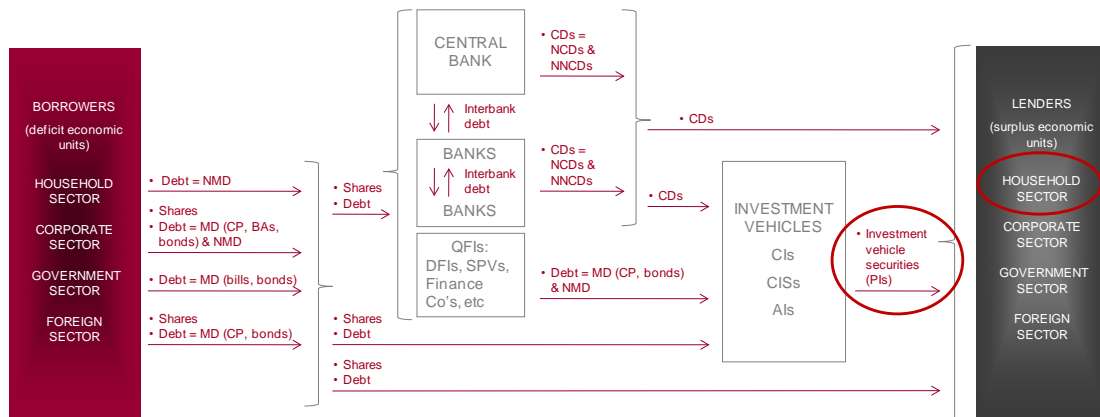 BORROWERS
(deficit economic
units)
HOUSEHOLD
SECTOR
CORPORATE
SECTOR
GOVERNMENT
SECTOR
FOREIGN
SECTOR
• Debt = NMD
• Shares
• Debt = MD (CP, BAs,
bonds) & NMD
• Debt = MD (bills, bonds)
• Shares
• Debt = MD (CP, bonds)
• Shares
• Debt
CENTRAL
BANK
Interbank
debt
BANKS
Interbank
debt
BANKS
QFIs:
DFIs, SPVs,
Finance
Co's, etc
• CDs =
NCDs &
NNCDs
• CDs =
NCDs &
NNCDs
• Debt = MD (CP, bonds)
& NMD
• Shares
• Debt
• Shares
• Debt
• CDs
• CDs
INVESTMENT
VEHICLES
CIs
CISs
AIs
• Investment
vehicle
securities
(PIs)
LENDERS
(surplus economic
units)
HOUSEHOLD
SECTOR
CORPORATE
SECTOR
GOVERNMENT
SECTOR
FOREIGN
SECTOR